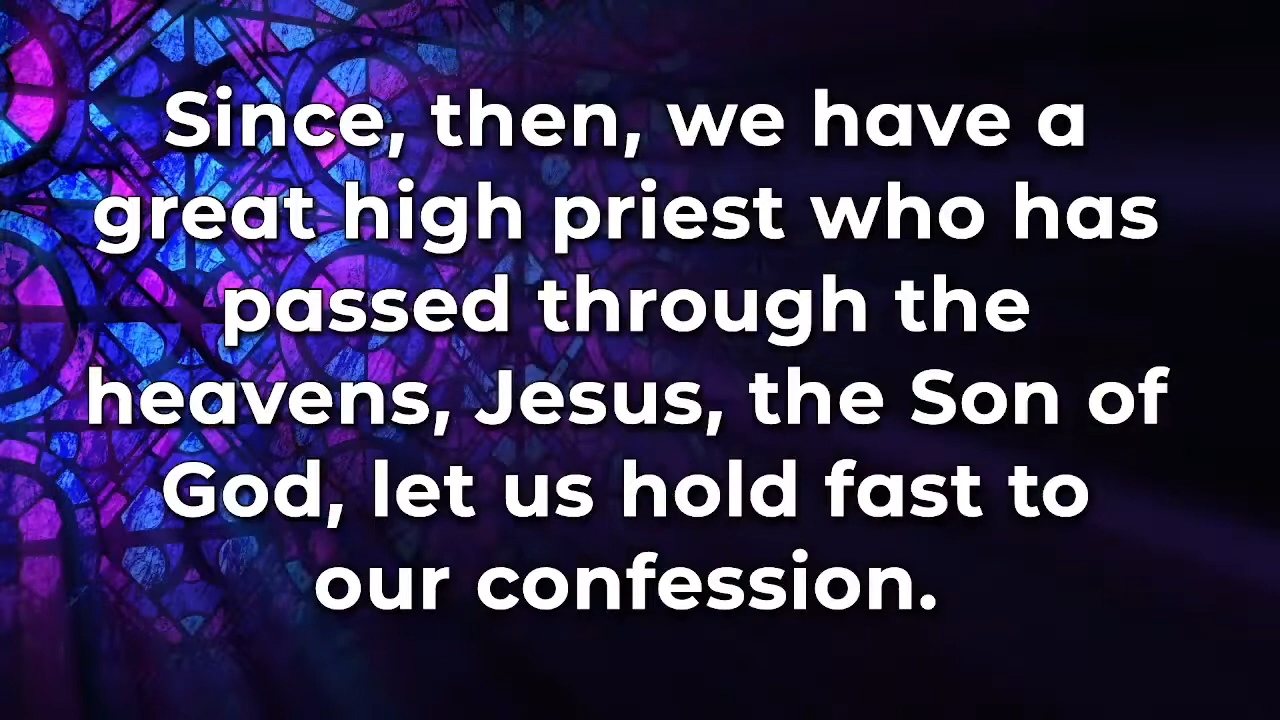 Since, then, we have a
great high priest who has
passed through the
heavens, Jesus, the Son of
God, let us hold fast to
our confession.